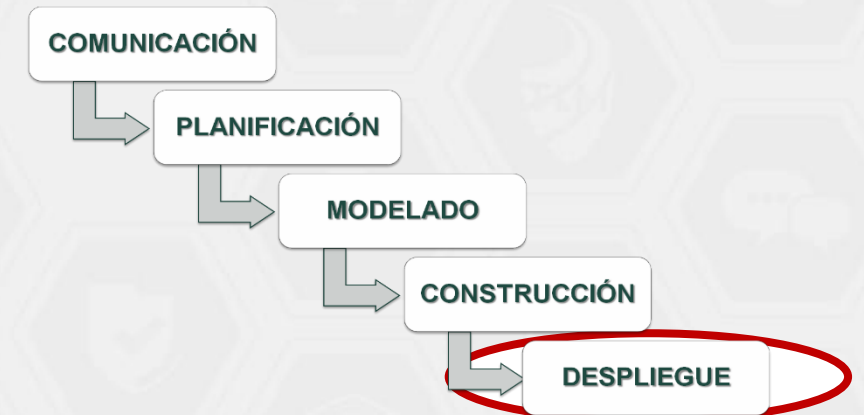 COMUNICACIÓN
PLANIFICACIÓN
MODELADO
CONSTRUCCIÓN
DESPLIEGUE